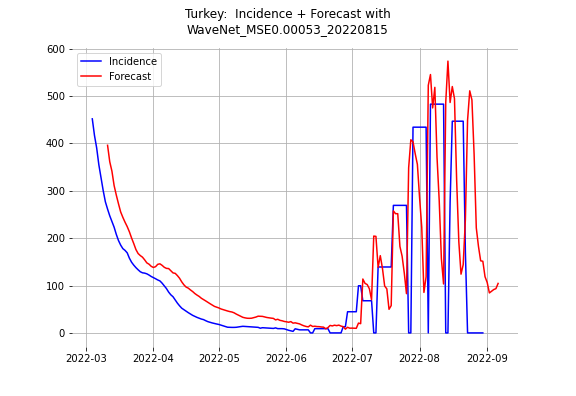 Turkey:  Incidence + Forecast with
WaveNet_MSE0.00053_20220815
600
500
400
300
200
100
0
Incidence
Forecast
2022-03 2022-04 2022-05 2022-06 2022-07 2022-08 2022-09